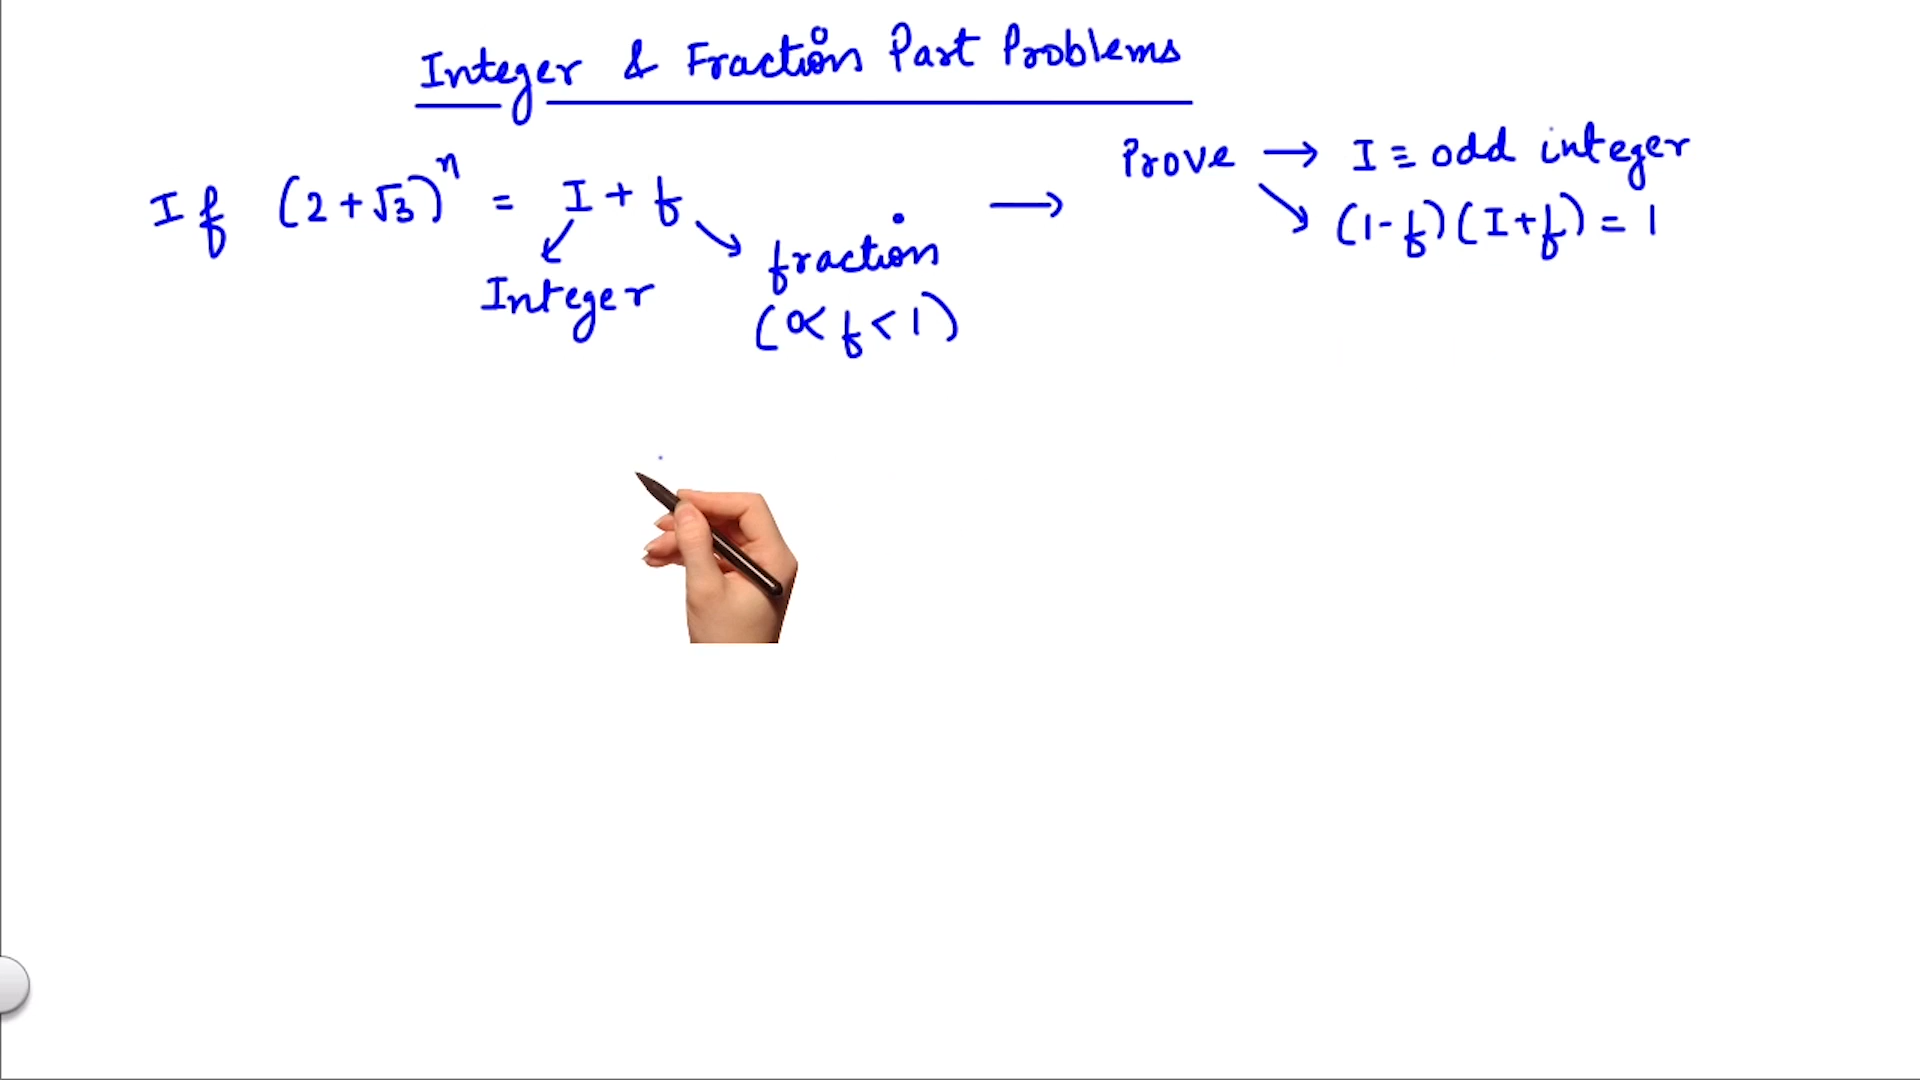 Integer & Fraction Part Problems
If (2+√3)^n = I + f → Prove → I = odd integer
(1-f)(I+f) = 1
Integer fraction
(0<f<1)